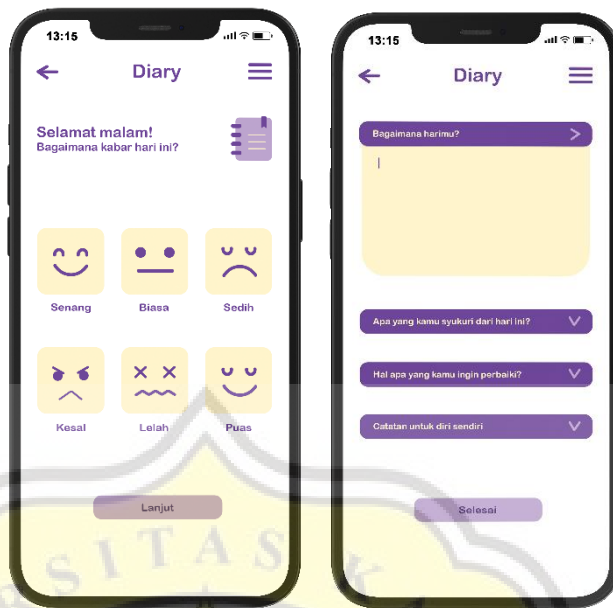 13:15
Diary
Selamat malam!
Bagaimana kabar hari ini?
Senang
Biasa
Sedih
Kesal
Lelah
Puas
Lanjut
13:15
Diary
Bagaimana harimu?
Apa yang kamu syukuri dari hari ini?
Hal apa yang kamu ingin perbaiki?
Catatan untuk diri sendiri
Selesai
RSITAS K